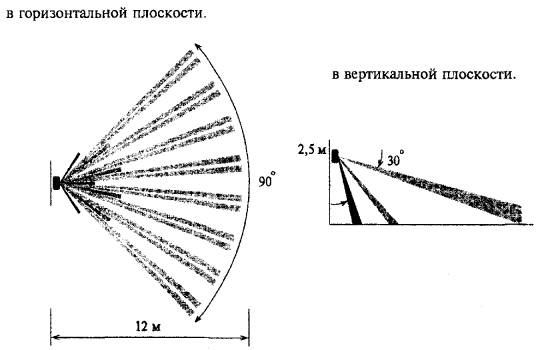 в горизонтальной плоскости.
в вертикальной плоскости.
2,5 м
30°
90°
12 м